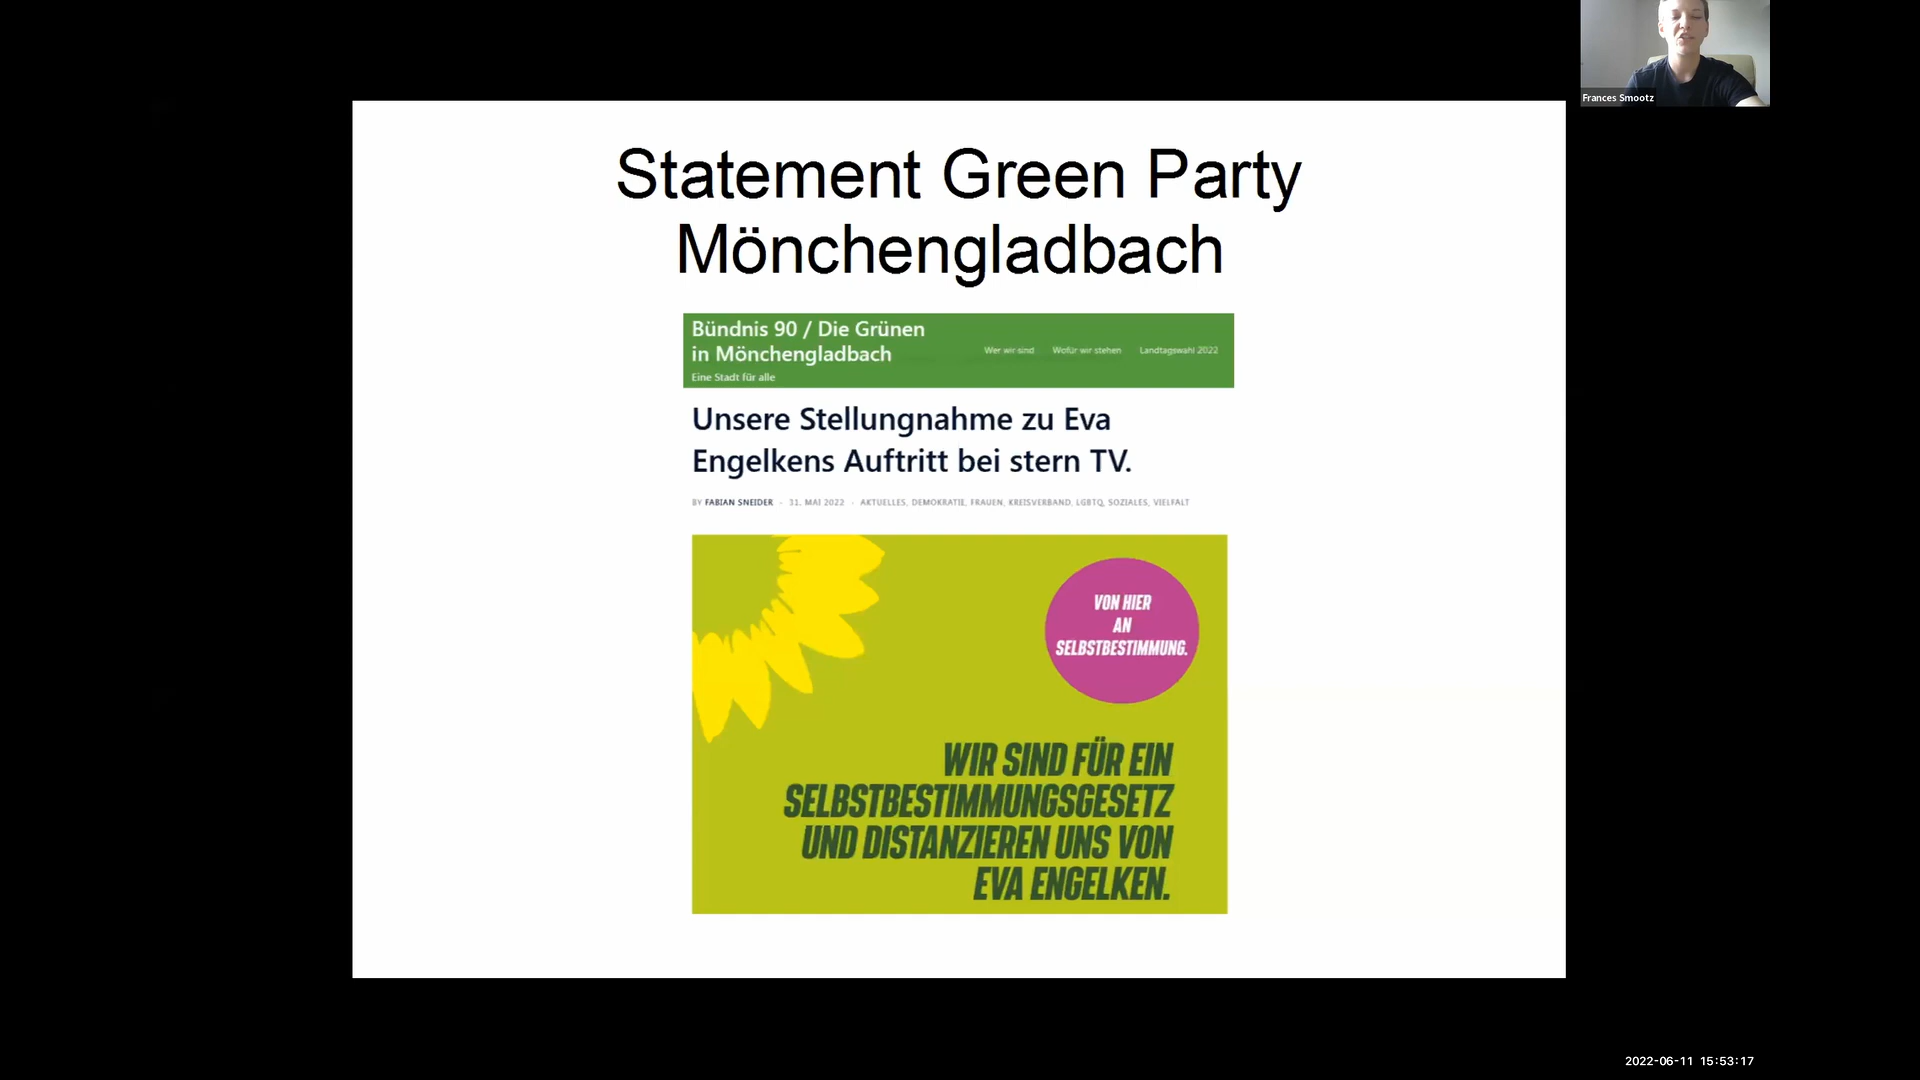 Frances Smootz
Statement Green Party
Mönchengladbach
Bündnis 90 / Die Grünen
in Mönchengladbach
Eine Stadt für alle
Wer wir sind Wofür wir stehen Landtagswahl 2022
Unsere Stellungnahme zu Eva
Engelkens Auftritt bei stern TV.
BY FABIAN SNEIDER - 31. MAI 2022 - AKTUELLES, DEMOKRATIE, FRAUEN, KREISVERBAND, LGBTQ, SOZIALES, VIELFALT
VON HIER
AN
SELBSTBESTIMMUNG.
WIR SIND FÜR EIN
SELBSTBESTIMMUNGSGESETZ
UND DISTANZIEREN UNS VON
EVA ENGELKEN.
2022-06-11 15:53:17